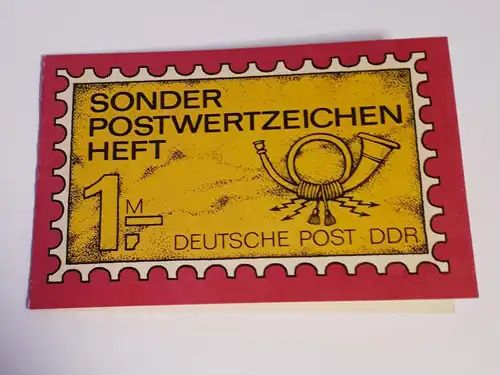 SONDER
POSTWERTZEICHEN
HEFT
1 M,-
DEUTSCHE POST DDR